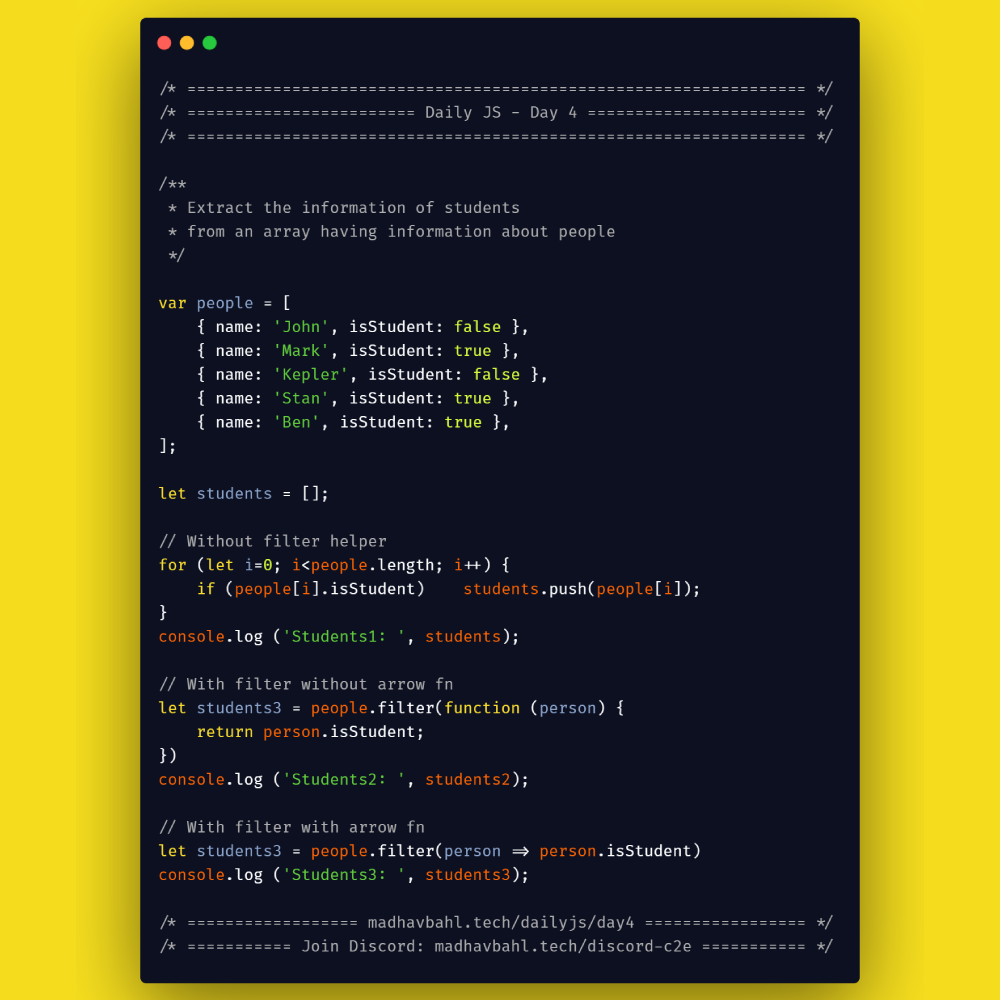 /* ================================================================= */
/* ======================== Daily JS - Day 4 ======================= */
/* ================================================================= */
/**
 * Extract the information of students
 * from an array having information about people
 */
var people = [
    { name: 'John', isStudent: false },
    { name: 'Mark', isStudent: true },
    { name: 'Kepler', isStudent: false },
    { name: 'Stan', isStudent: true },
    { name: 'Ben', isStudent: true },
];
let students = [];
// Without filter helper
for (let i=0; i<people.length; i++) {
    if (people[i].isStudent)    students.push(people[i]);
}
console.log ('Students1: ', students);
// With filter without arrow fn
let students3 = people.filter(function (person) {
    return person.isStudent;
})
console.log ('Students2: ', students2);
// With filter with arrow fn
let students3 = people.filter(person => person.isStudent)
console.log ('Students3: ', students3);
/* ================== madhavbahl.tech/dailyjs/day4 ================= */
/* =========== Join Discord: madhavbahl.tech/discord-c2e =========== */